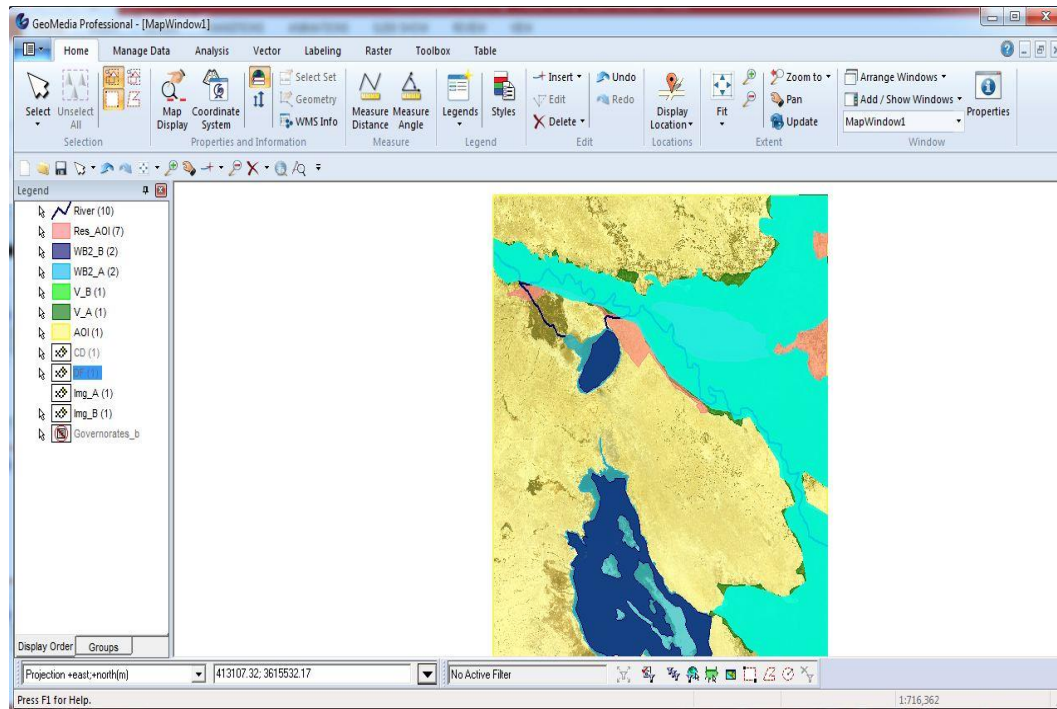 GeoMedia Professional - [MapWindow1]
Home Manage Data Analysis Vector Labeling Raster Toolbox Table
Select Unselect All
Selection
Map Display Coordinate System
Select Set
Geometry
WMS Info
Properties and Information
Measure Distance Measure Angle
Measure
Legends Styles
Legend
Insert
Edit
Delete
Undo
Redo
Edit
Display Location
Locations
Fit
Zoom to
Pan
Update
Extent
Arrange Windows
Add / Show Windows
MapWindow1
Properties
Window
Legend
River (10)
Res_AOI (7)
WB2_B (2)
WB2_A (2)
V_B (1)
V_A (1)
AOI (1)
CD (1)
DF (1)
Img_A (1)
Img_B (1)
Governorates_b
Display Order Groups
Projection +east;+north(m) 413107.32; 3615532.17 No Active Filter
Press F1 for Help. 1:716,362